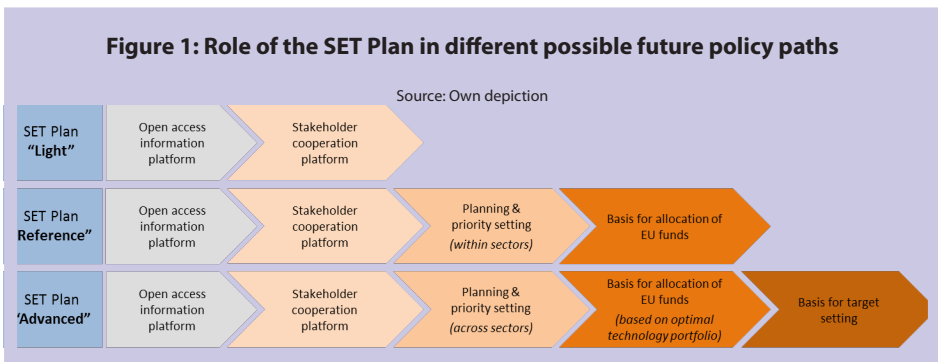 Figure 1: Role of the SET Plan in different possible future policy paths
Source: Own depiction
SET Plan
“Light”
Open access
information
platform
Stakeholder
cooperation
platform
SET Plan
Reference”
Open access
information
platform
Stakeholder
cooperation
platform
Planning &
priority setting
(within sectors)
Basis for allocation of
EU funds
SET Plan
‘Advanced”
Open access
information
platform
Stakeholder
cooperation
platform
Planning &
priority setting
(across sectors)
Basis for allocation of
EU funds
(based on optimal
technology portfolio)
Basis for target
setting